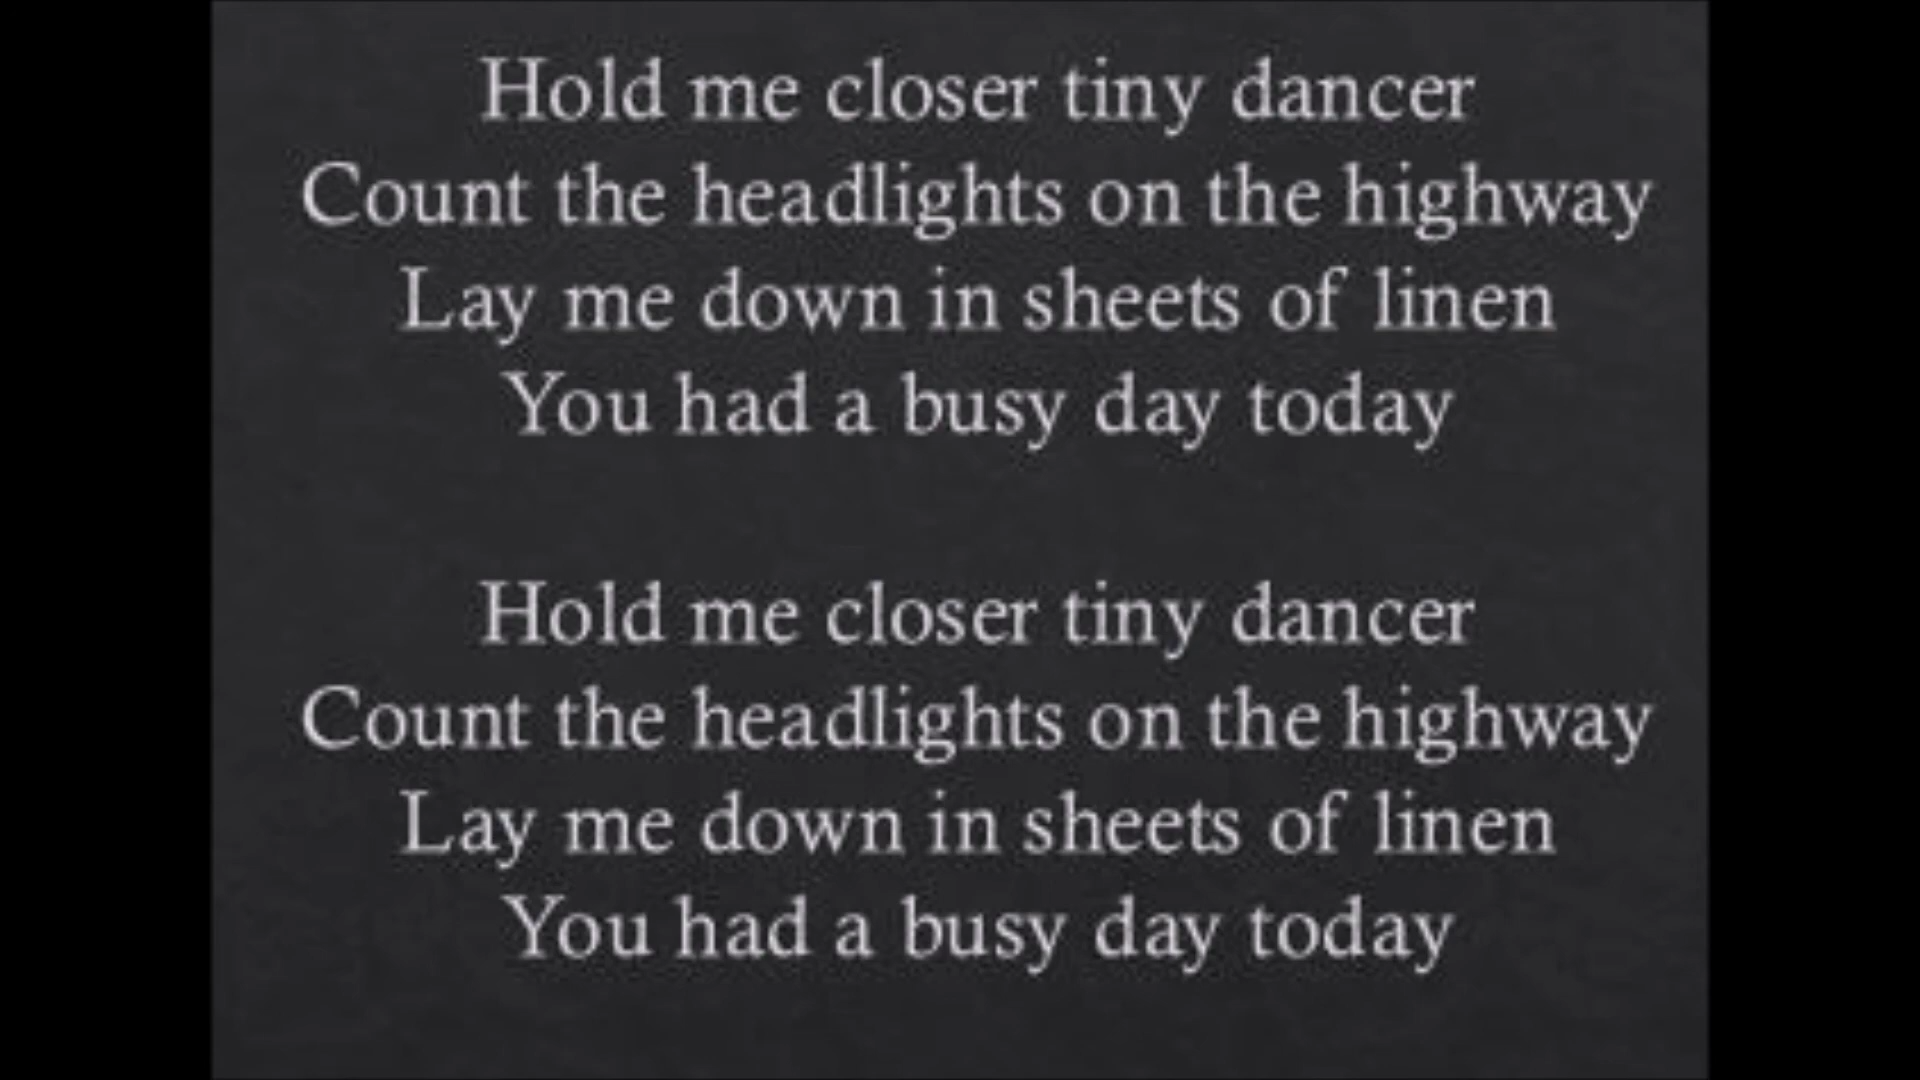 Hold me closer tiny dancer
Count the headlights on the highway
Lay me down in sheets of linen
You had a busy day today
Hold me closer tiny dancer
Count the headlights on the highway
Lay me down in sheets of linen
You had a busy day today